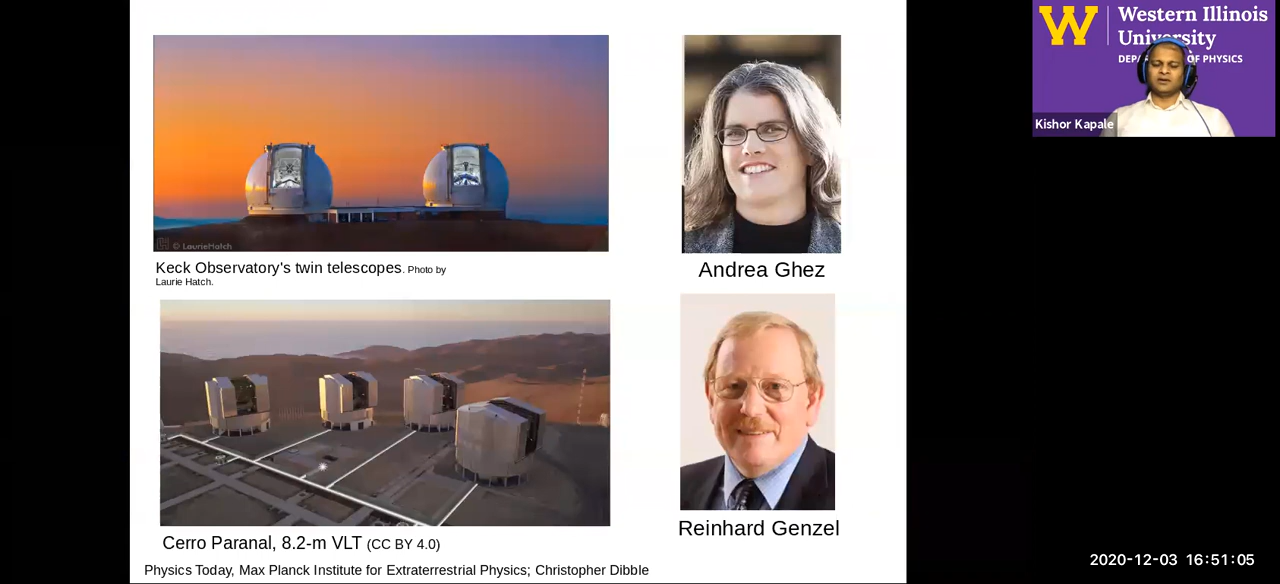 © LaurieHatch
Keck Observatory's twin telescopes. Photo by
Laurie Hatch.
Cerro Paranal, 8.2-m VLT (CC BY 4.0)
Physics Today, Max Planck Institute for Extraterrestrial Physics; Christopher Dibble
Andrea Ghez
Reinhard Genzel
W
Western Illinois
University
OF PHYSICS
Kishor Kapale
2020-12-03 16:51:05